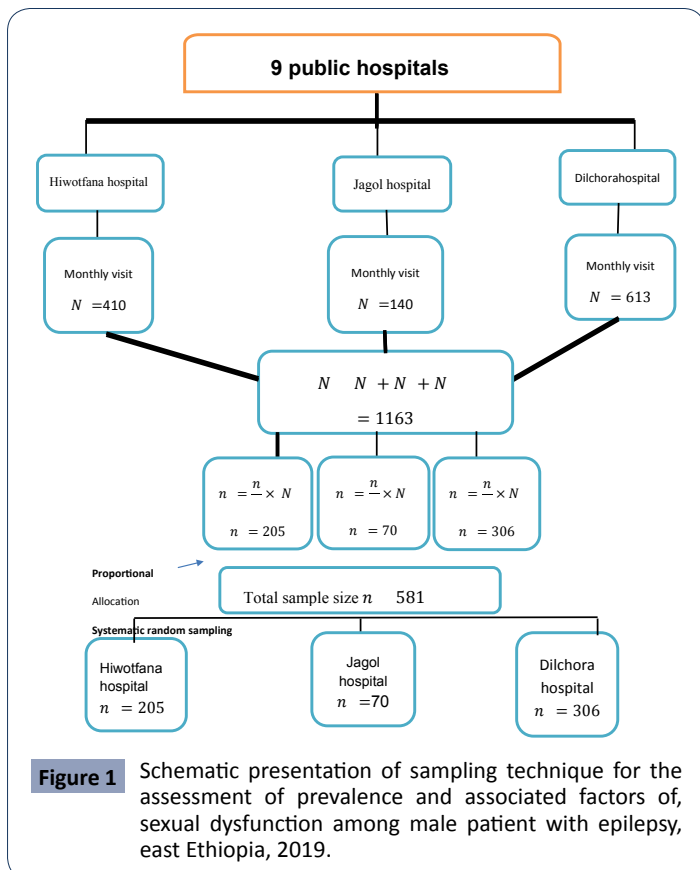 9 public hospitals
Hiwotfana hospital
Jagol hospital
Dilchorahospital
Monthly visit
N =410
Monthly visit
N =140
Monthly visit
N = 613
N N + N + N
= 1163
n = n/ × N
n = 205
n = n/ × N
n = 70
n = n/ × N
n = 306
Proportional
Allocation
Total sample size n 581
Systematic random sampling
Hiwotfana
hospital
n = 205
Jagol
hospital
n =70
Dilchora
hospital
n = 306
Figure 1 Schematic presentation of sampling technique for the
assessment of prevalence and associated factors of,
sexual dysfunction among male patient with epilepsy,
east Ethiopia, 2019.